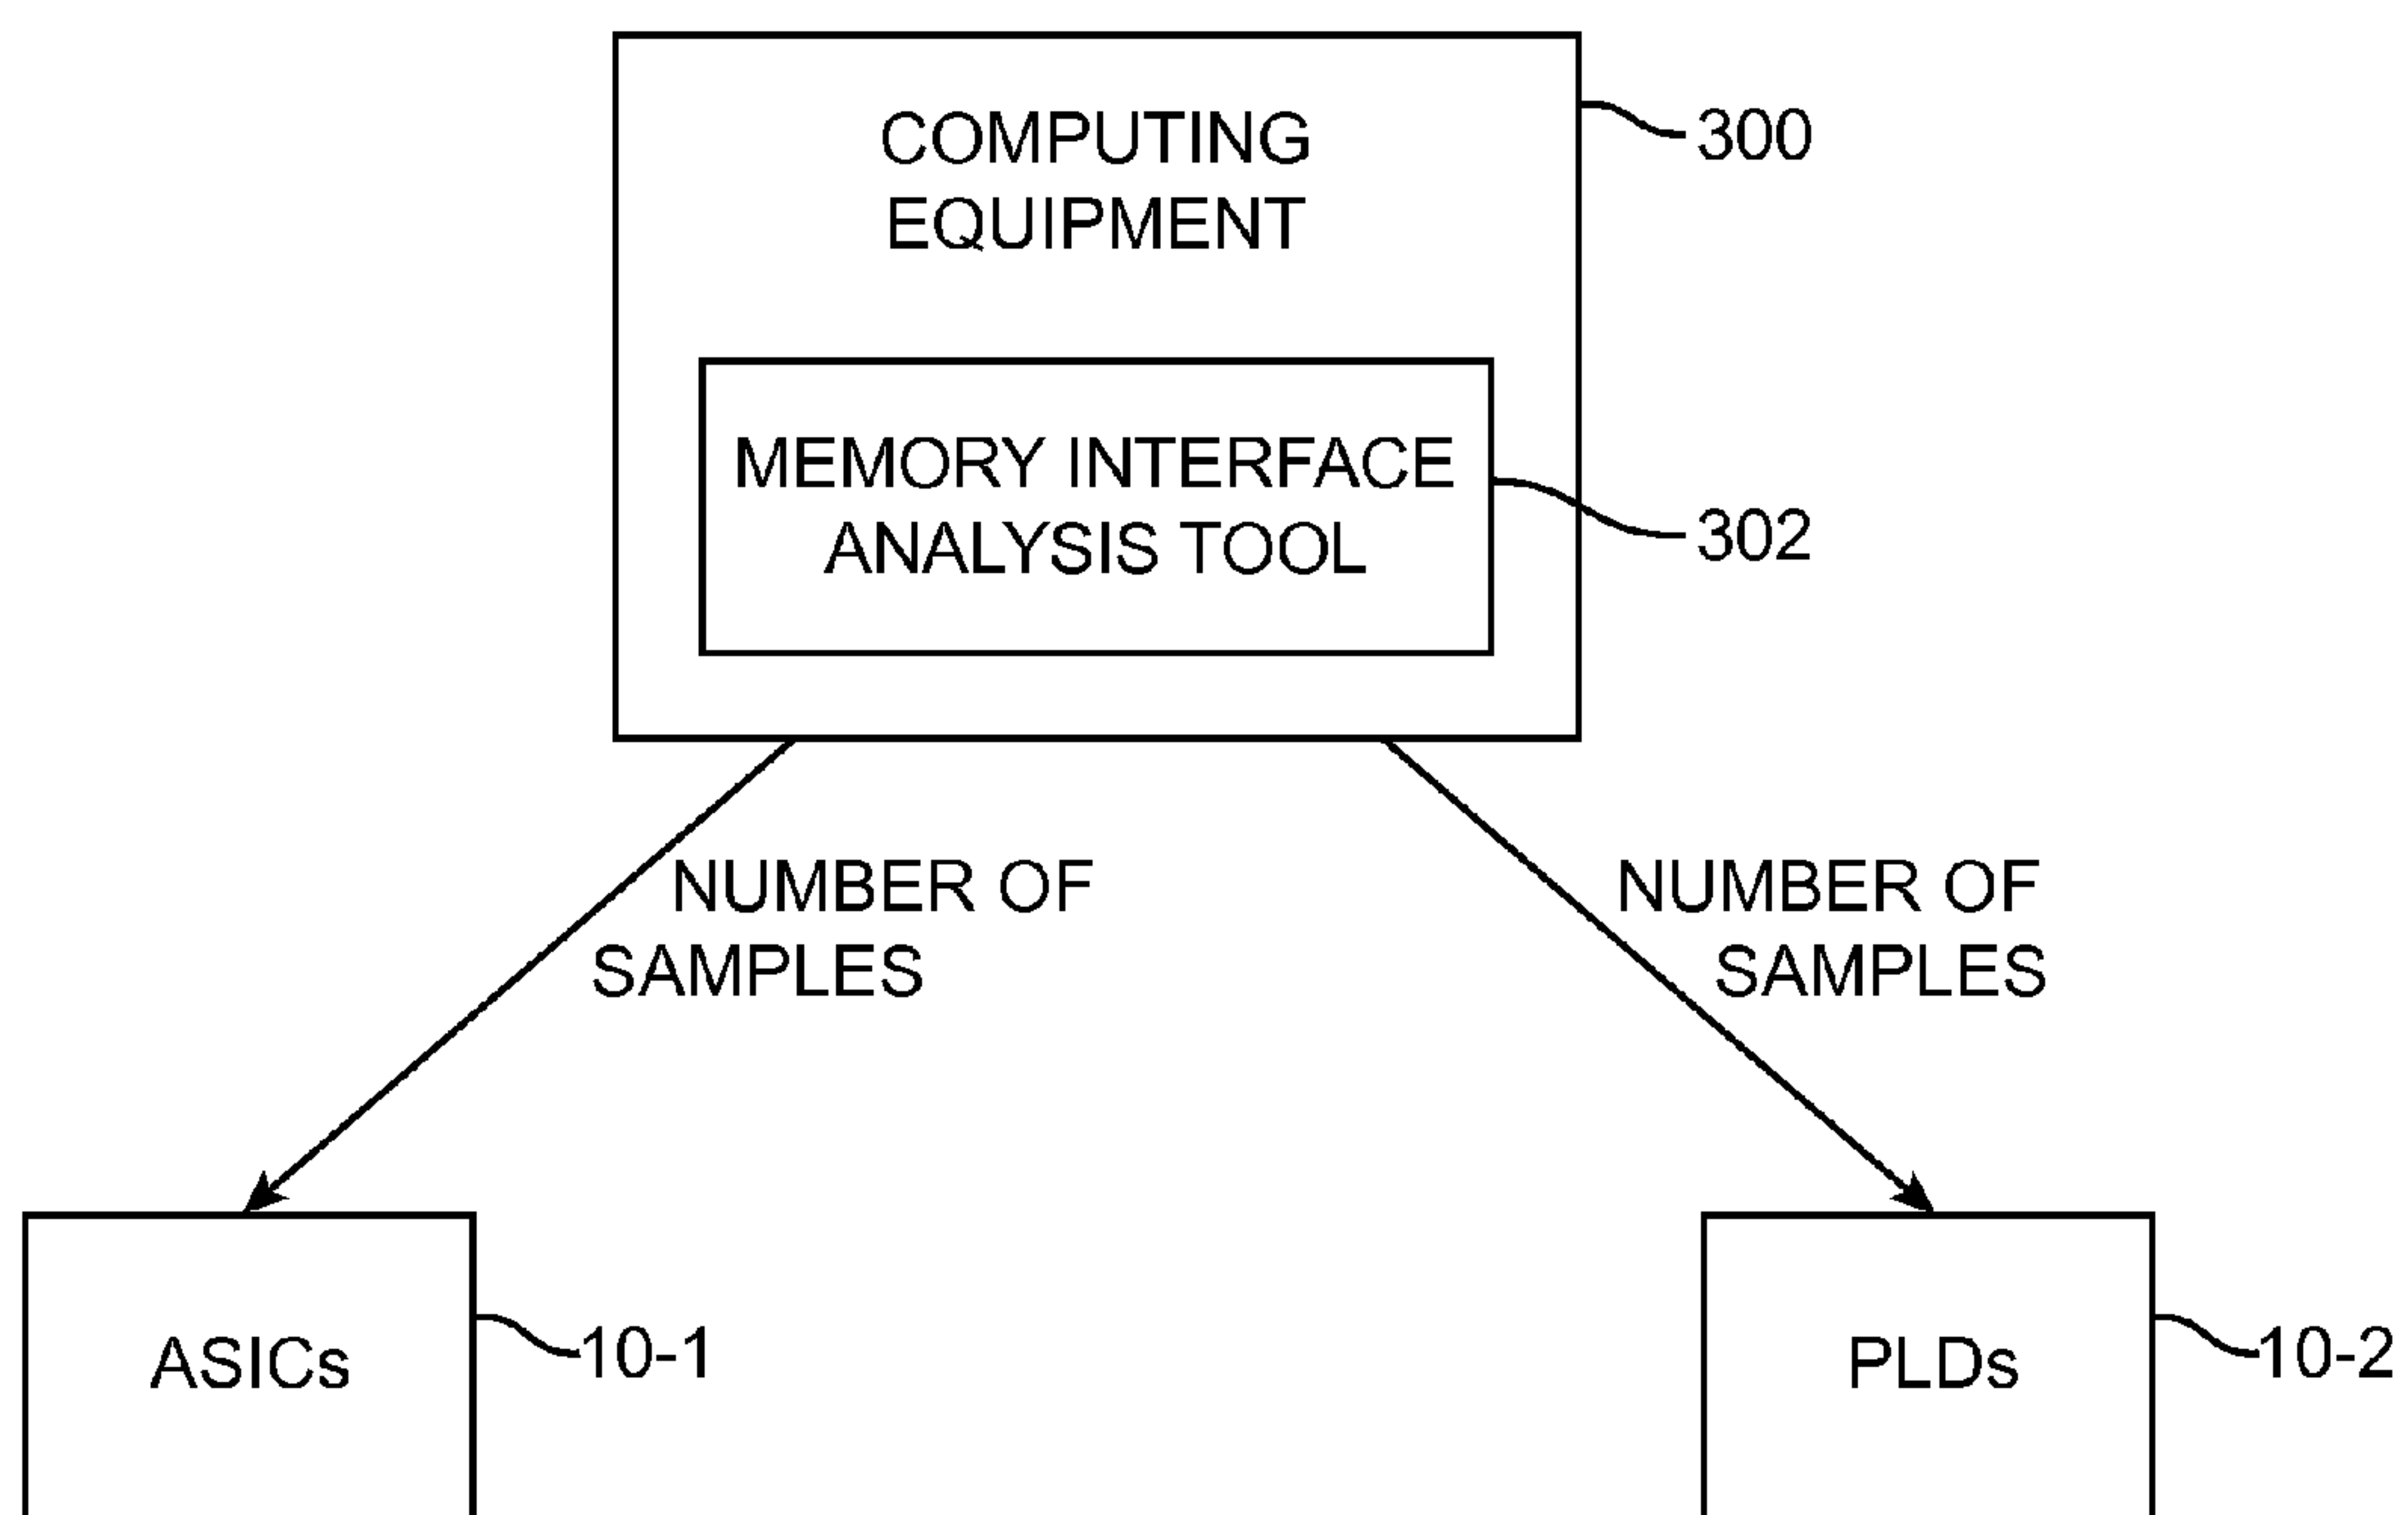 COMPUTING
EQUIPMENT
300
MEMORY INTERFACE
ANALYSIS TOOL
302
NUMBER OF
SAMPLES
NUMBER OF
SAMPLES
ASICs
10-1
PLDs
10-2